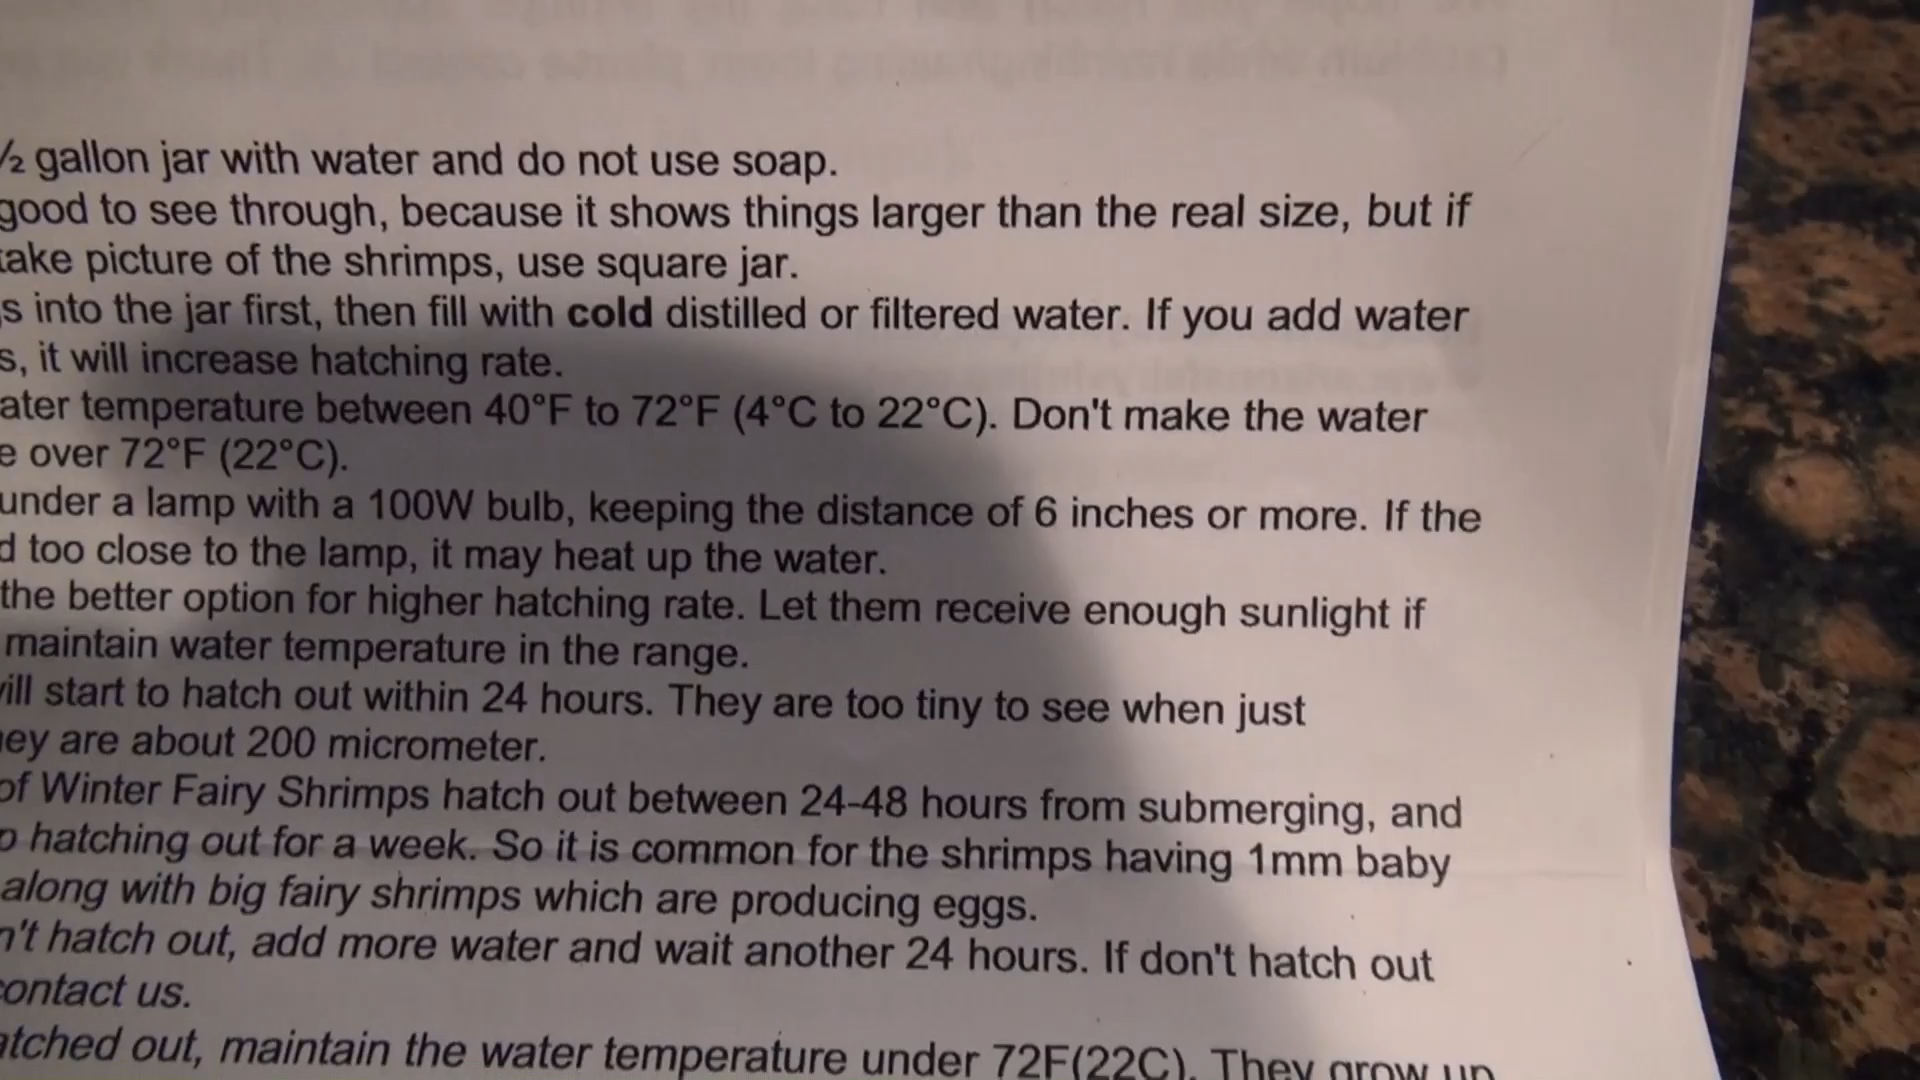 ½ gallon jar with water and do not use soap.
good to see through, because it shows things larger than the real size, but if
take picture of the shrimps, use square jar.
s into the jar first, then fill with cold distilled or filtered water. If you add water
s, it will increase hatching rate.
ater temperature between 40°F to 72°F (4°C to 22°C). Don't make the water
e over 72°F (22°C).
under a lamp with a 100W bulb, keeping the distance of 6 inches or more. If the
d too close to the lamp, it may heat up the water.
the better option for higher hatching rate. Let them receive enough sunlight if
maintain water temperature in the range.
ill start to hatch out within 24 hours. They are too tiny to see when just
ey are about 200 micrometer.
of Winter Fairy Shrimps hatch out between 24-48 hours from submerging, and
p hatching out for a week. So it is common for the shrimps having 1mm baby
along with big fairy shrimps which are producing eggs.
n't hatch out, add more water and wait another 24 hours. If don't hatch out
contact us.
atched out, maintain the water temperature under 72F(22C). They grow up